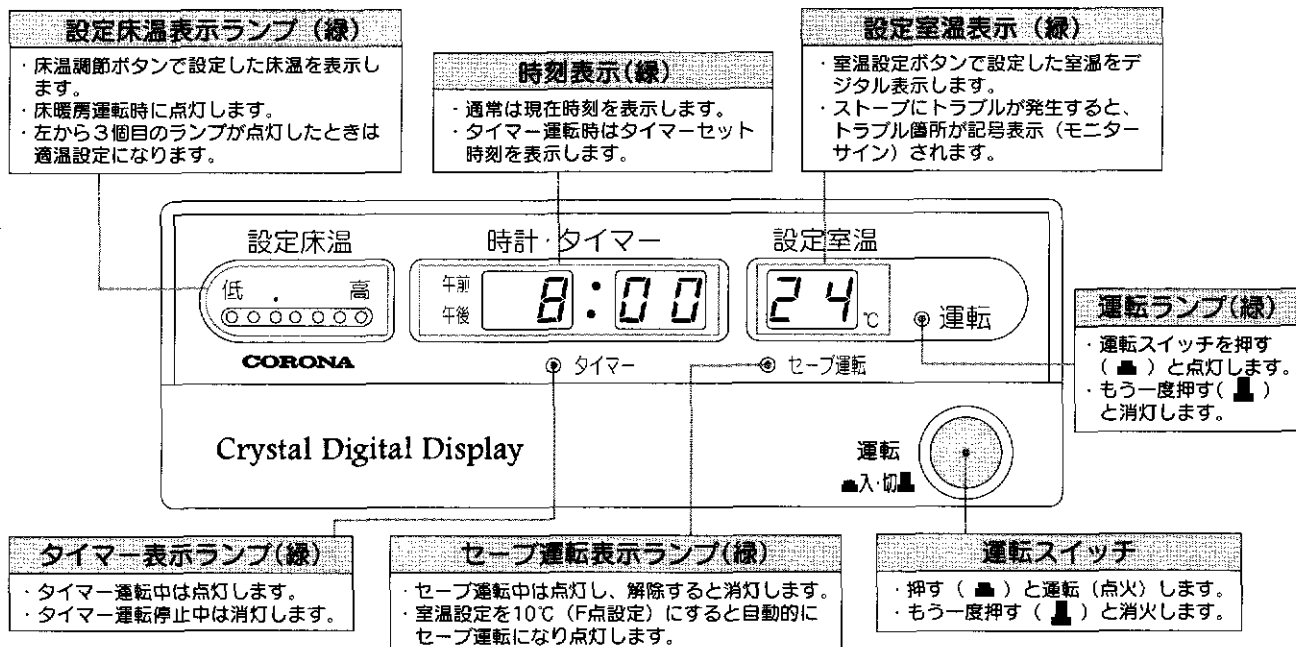 設定床温表示ランプ(緑)
・床温調節ボタンで設定した床温を表示し
ます。
・床暖房運転時に点灯します。
・左から3個目のランプが点灯したときは
適温設定になります。
時刻表示(緑)
・通常は現在時刻を表示します。
・タイマー運転時はタイマーセット
時刻を表示します。
設定室温表示(緑)
・室温設定ボタンで設定した室温をデ
ジタル表示します。
・ストーブにトラブルが発生すると、
トラブル箇所が記号表示(モニター
サイン)されます。
設定床温
時計・タイマー
設定室温
低 . 高
午前
午後
8:00
24℃
運転
CORONA
タイマー
セーブ運転
運転ランプ(緑)
・運転スイッチを押す
( )と点灯します。
・もう一度押す( )
と消灯します。
Crystal Digital Display
運転
入・切
タイマー表示ランプ(緑)
・タイマー運転中は点灯します。
・タイマー運転停止中は消灯します。
セーブ運転表示ランプ(緑)
・セーブ運転中は点灯し、解除すると消灯します。
・室温設定を10℃(F点設定)にすると自動的に
セーブ運転になり点灯します。
運転スイッチ
・押す( )と運転(点火)します。
・もう一度押す( )と消火します。